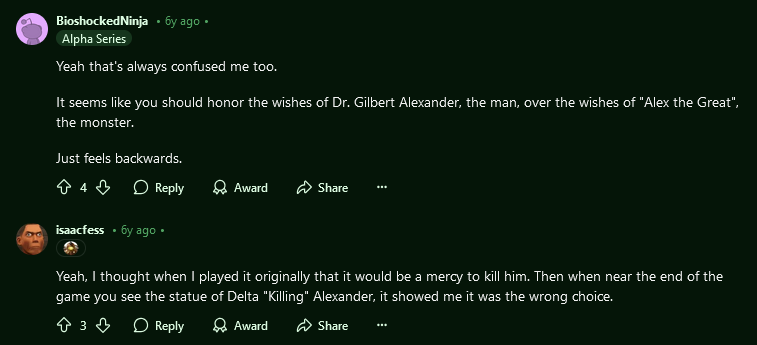 BioshockedNinja • 6y ago •
Alpha Series
Yeah that's always confused me too.
It seems like you should honor the wishes of Dr. Gilbert Alexander, the man, over the wishes of "Alex the Great",
the monster.
Just feels backwards.
4 Reply Award Share ···
isaacfess • 6y ago •
Yeah, I thought when I played it originally that it would be a mercy to kill him. Then when near the end of the
game you see the statue of Delta "Killing" Alexander, it showed me it was the wrong choice.
3 Reply Award Share ···